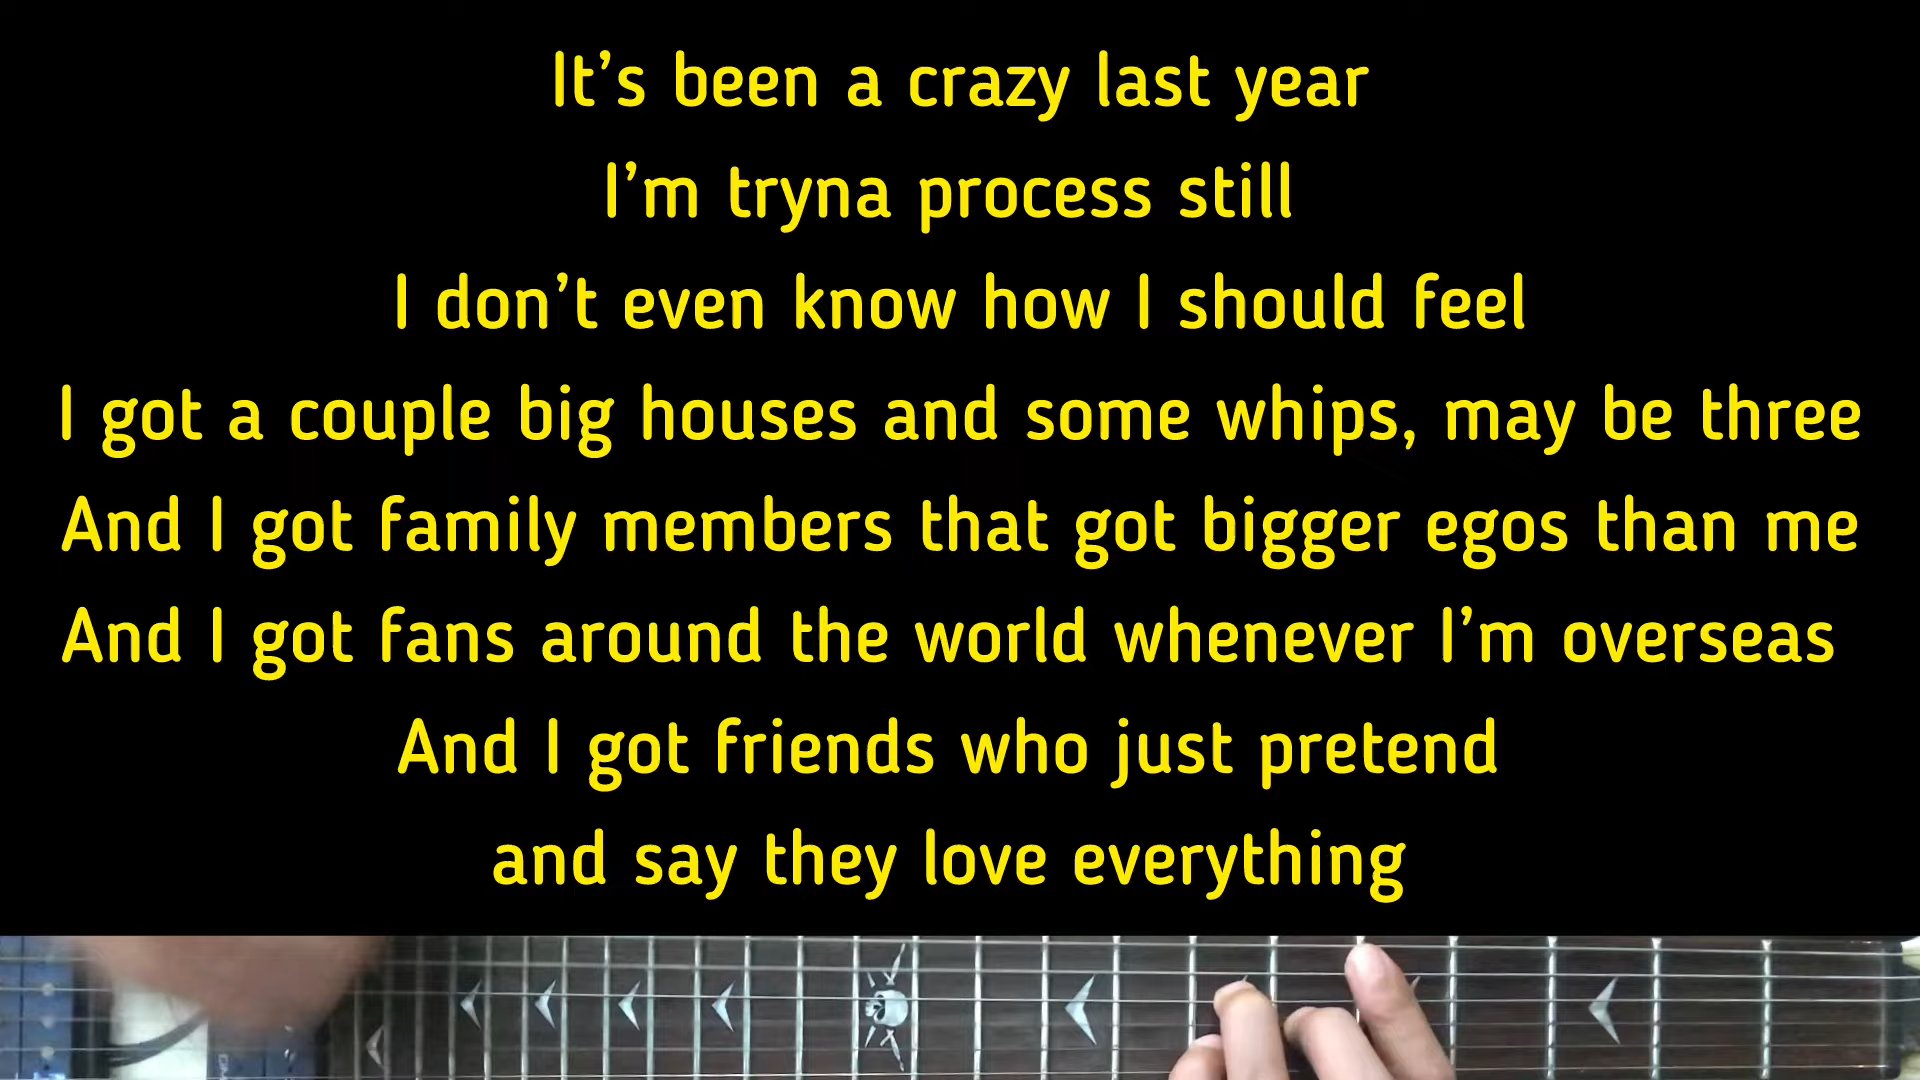 It’s been a crazy last year
I’m tryna process still
I don’t even know how I should feel
I got a couple big houses and some whips, may be three
And I got family members that got bigger egos than me
And I got fans around the world whenever I’m overseas
And I got friends who just pretend
and say they love everything